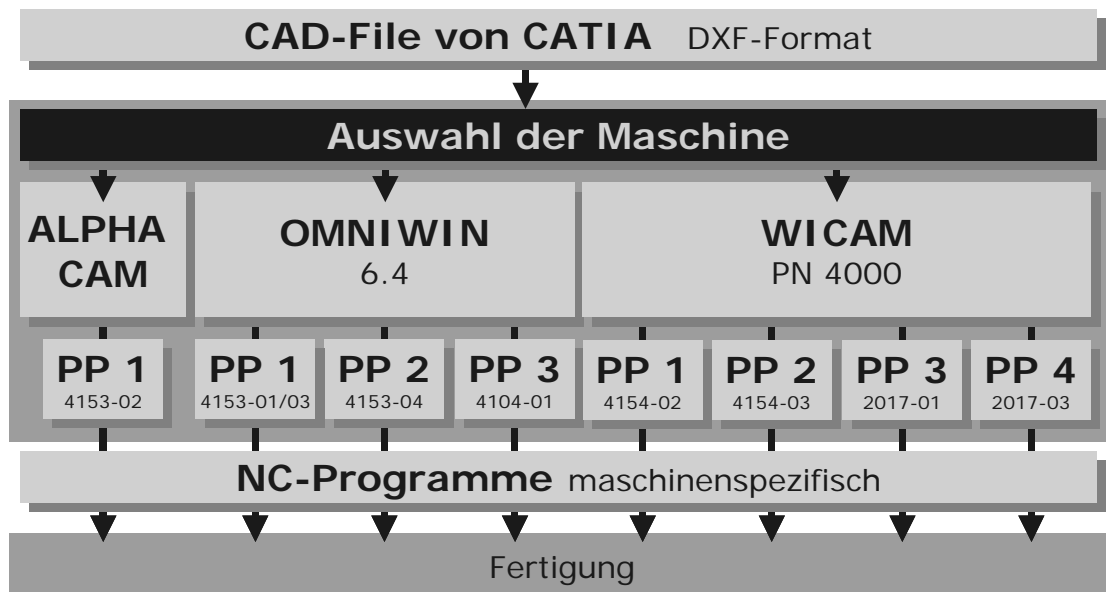 CAD-File von CATIA DXF-Format
Auswahl der Maschine
ALPHA
CAM
OMNIWIN
6.4
WICAM
PN 4000
PP 1
4153-02
PP 1
4153-01/03
PP 2
4153-04
PP 3
4104-01
PP 1
4154-02
PP 2
4154-03
PP 3
2017-01
PP 4
2017-03
NC-Programme maschinenspezifisch
Fertigung